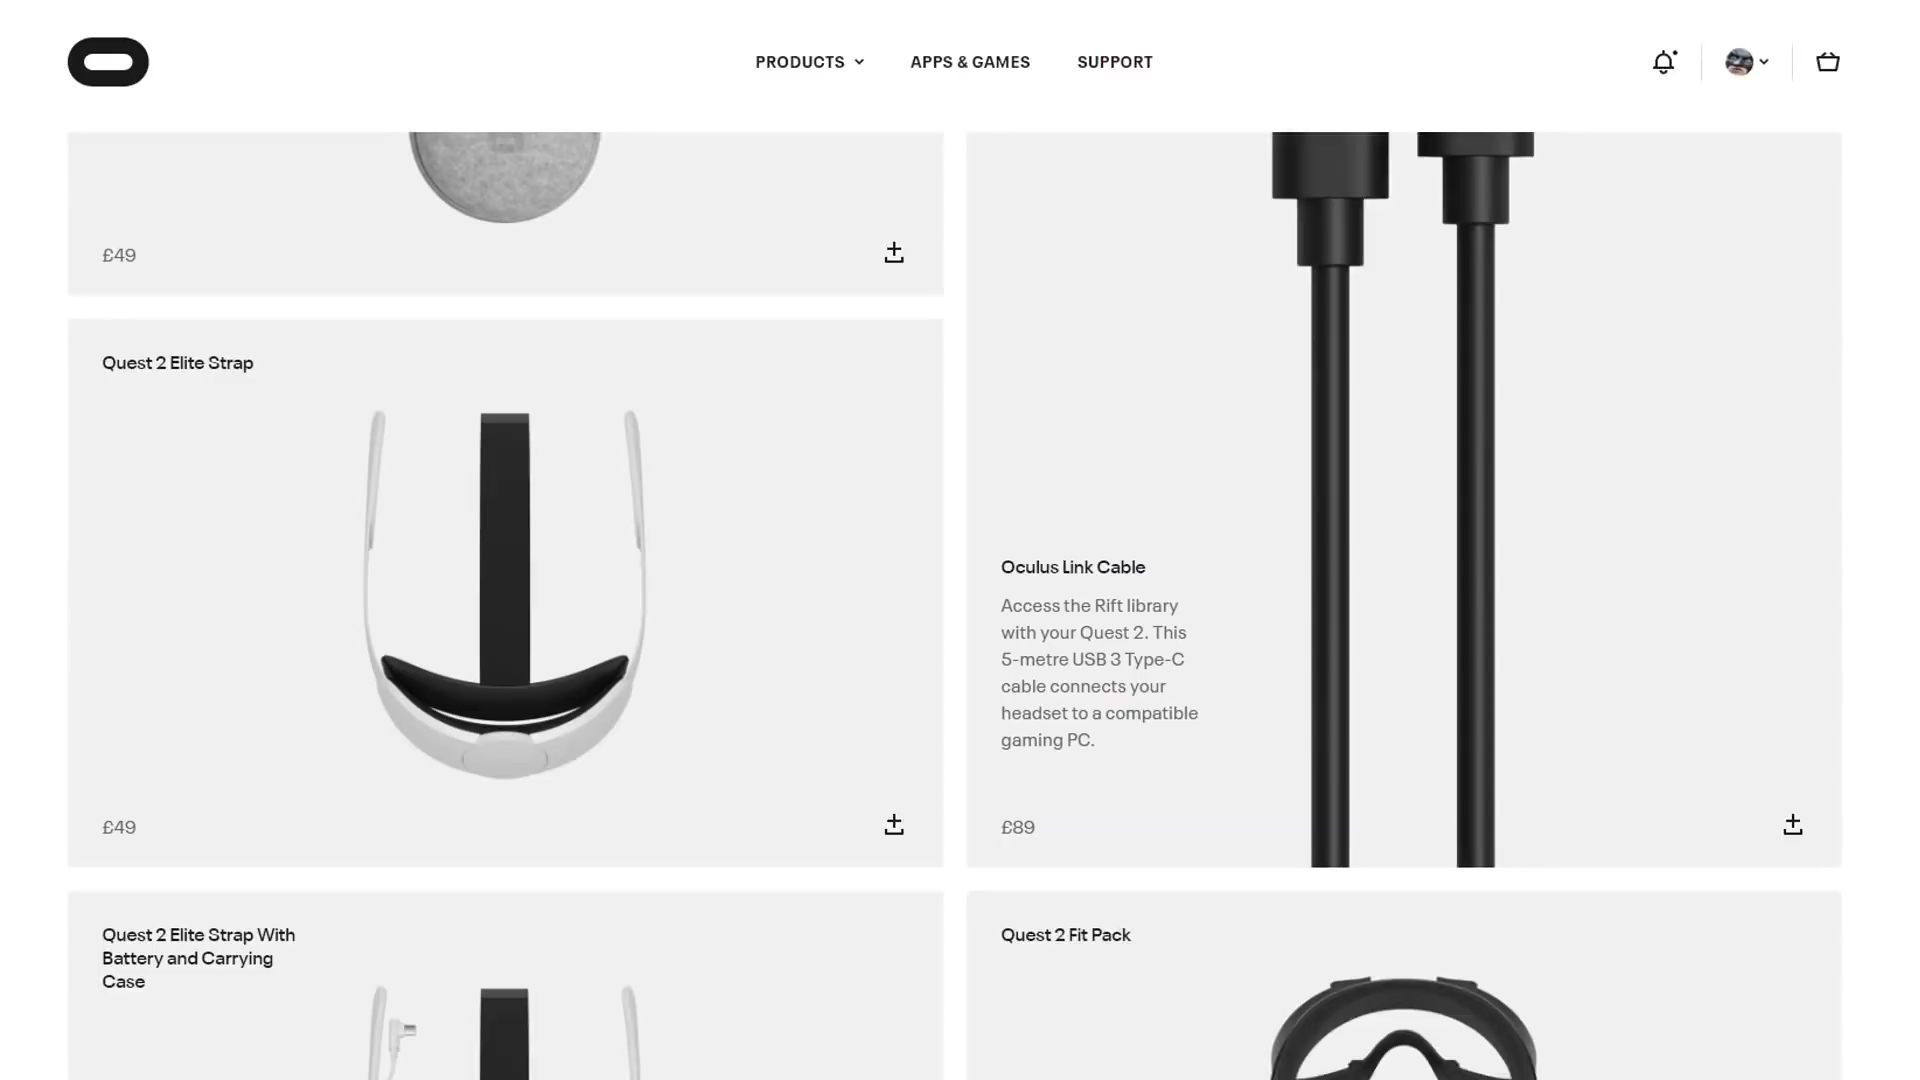 PRODUCTS
APPS & GAMES
SUPPORT
£49
Quest 2 Elite Strap
£49
Oculus Link Cable
Access the Rift library
with your Quest 2. This
5-metre USB 3 Type-C
cable connects your
headset to a compatible
gaming PC.
£89
Quest 2 Elite Strap With
Battery and Carrying
Case
Quest 2 Fit Pack